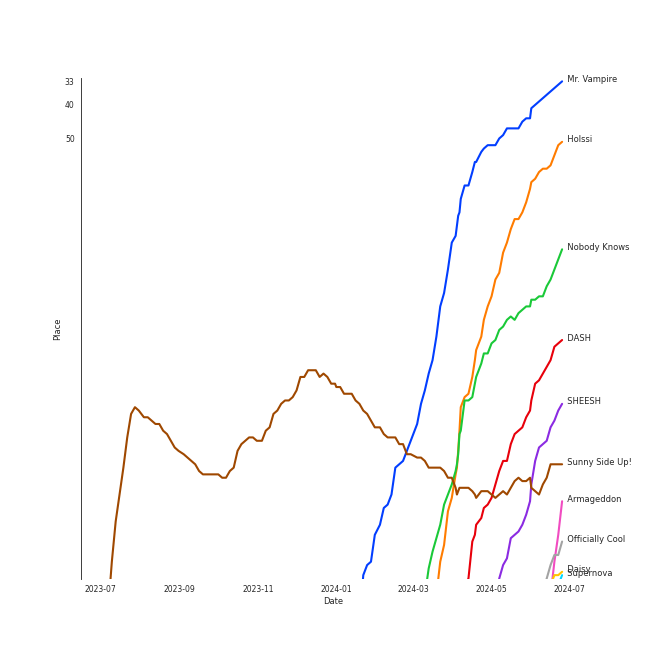 33
40
50
Place
Mr. Vampire
Holssi
Nobody Knows
DASH
SHEESH
Sunny Side Up!
Armageddon
Officially Cool
Daisy
Supernova
2023-07
2023-09
2023-11
2024-01
2024-03
2024-05
2024-07
Date